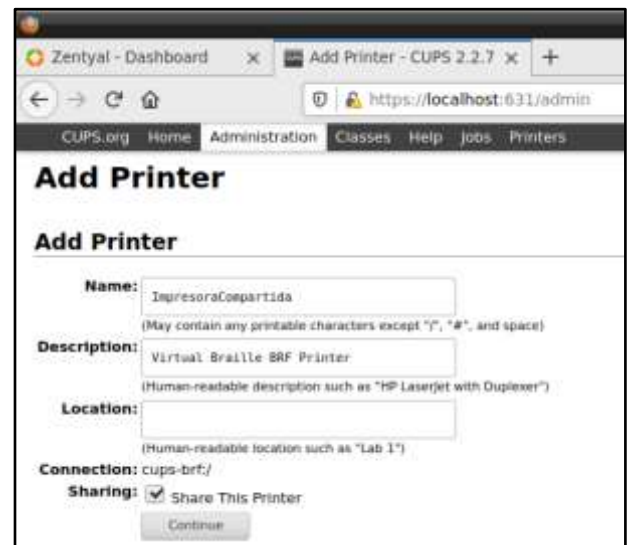 Zentyal - Dashboard × Add Printer - CUPS 2.2.7 × +
https://localhost:631/admin
CUPS.org Home Administration Classes Help Jobs Printers
Add Printer
Add Printer
Name: ImpresoraCompartida
(May contain any printable characters except "/", "#", and space)
Description: Virtual Braille BRF Printer
(Human-readable description such as "HP LaserJet with Duplexer")
Location:
(Human-readable location such as "Lab 1")
Connection: cups-brf:/
Sharing: Share This Printer
Continue